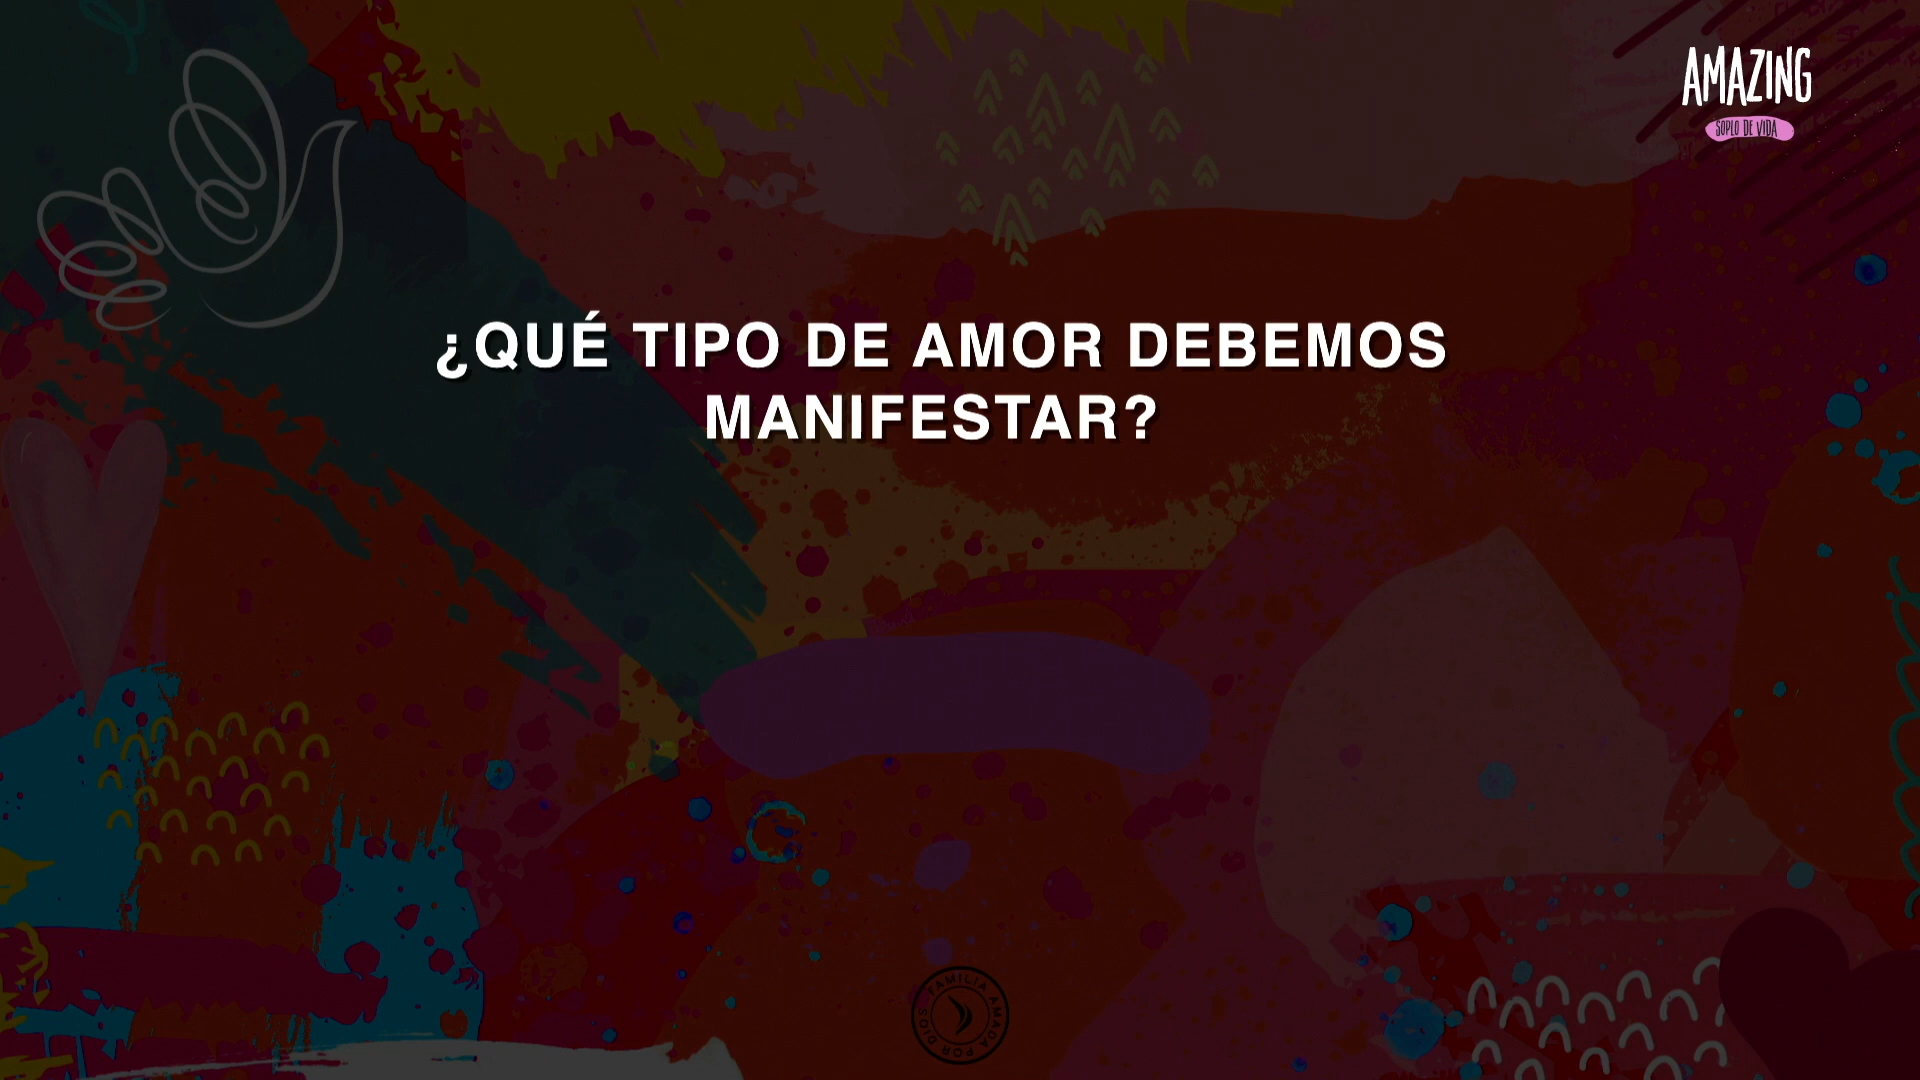 AMAZING
SOPLO DE VIDA
¿QUÉ TIPO DE AMOR DEBEMOS
MANIFESTAR?
FAMILIA AMADA POR DIOS